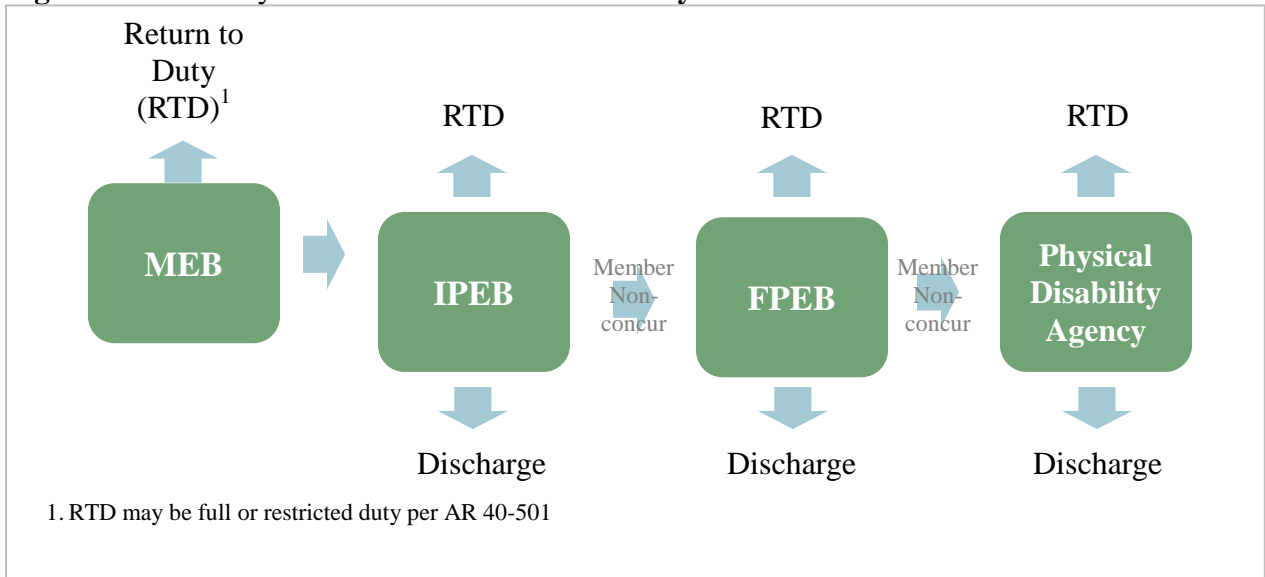 Return to
Duty
(RTD)1
RTD
RTD
RTD
MEB
IPEB
Member
Non-
concur
FPEB
Member
Non-
concur
Physical
Disability
Agency
Discharge
Discharge
Discharge
1. RTD may be full or restricted duty per AR 40-501